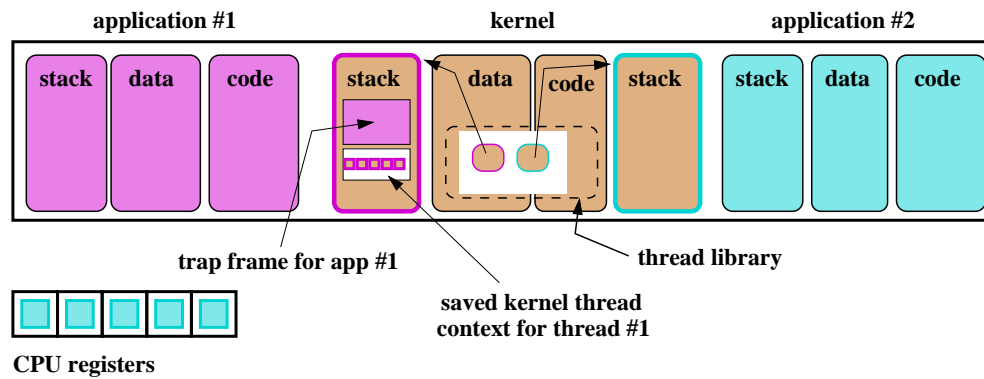 application #1
kernel
application #2
stack
data
code
stack
data
code
stack
stack
data
code
trap frame for app #1
thread library
saved kernel thread
context for thread #1
CPU registers